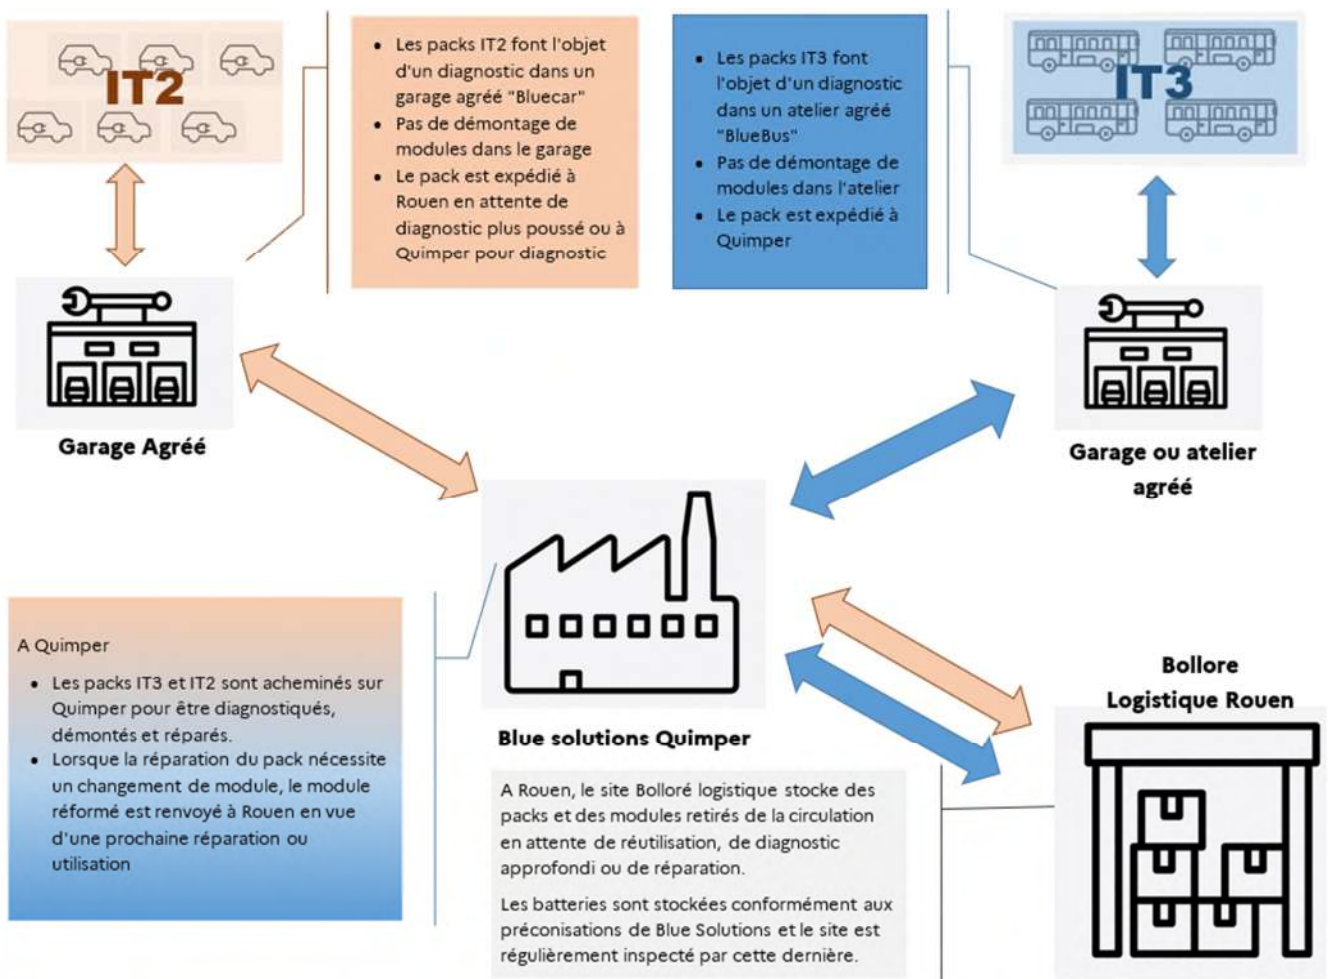 IT2
• Les packs IT2 font l'objet
d'un diagnostic dans un
garage agréé "Bluecar"
• Pas de démontage de
modules dans le garage
• Le pack est expédié à
Rouen en attente de
diagnostic plus poussé ou à
Quimper pour diagnostic
• Les packs IT3 font
l'objet d'un diagnostic
dans un atelier agréé
"BlueBus"
• Pas de démontage de
modules dans l'atelier
• Le pack est expédié à
Quimper
IT3
Garage Agréé
Garage ou atelier
agréé
A Quimper
• Les packs IT3 et IT2 sont acheminés sur
Quimper pour être diagnostiqués,
démontés et réparés.
• Lorsque la réparation du pack nécessite
un changement de module, le module
réformé est renvoyé à Rouen en vue
d'une prochaine réparation ou
utilisation
Blue solutions Quimper
Bollore
Logistique Rouen
A Rouen, le site Bolloré logistique stocke des
packs et des modules retirés de la circulation
en attente de réutilisation, de diagnostic
approfondi ou de réparation.
Les batteries sont stockées conformément aux
préconisations de Blue Solutions et le site est
régulièrement inspecté par cette dernière.